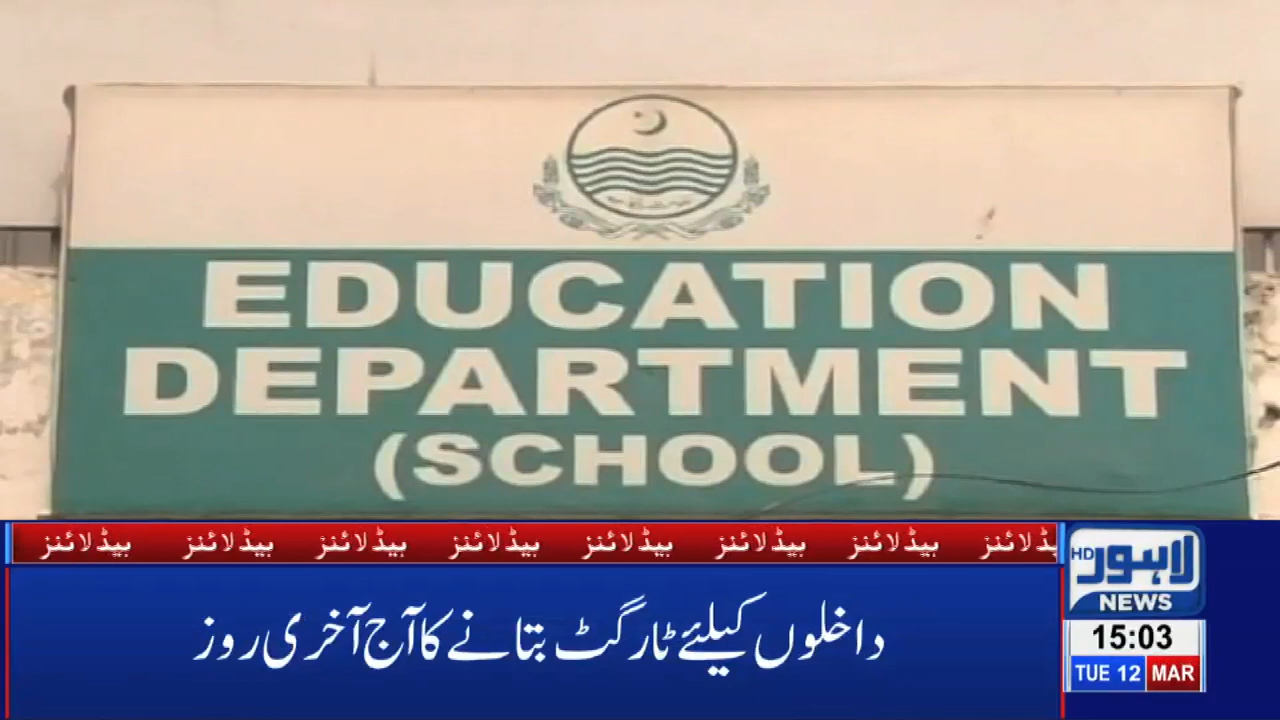 EDUCATION
DEPARTMENT
(SCHOOL)
ہیڈلائنز ہیڈلائنز ہیڈلائنز ہیڈلائنز ہیڈلائنز ہیڈلائنز ہیڈلائنز ہیڈلائنز
داخلوں کیلئے ٹارگٹ بتانے کا آج آخری روز
لاہور HD
NEWS
15:03
TUE 12 MAR